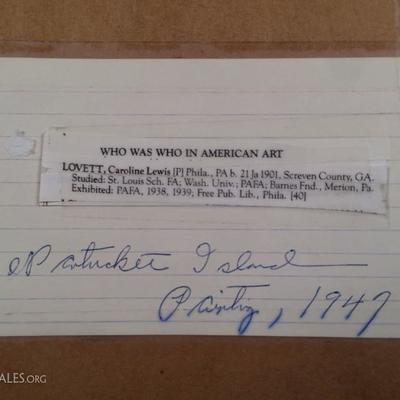 WHO WAS WHO IN AMERICAN ART
LOVETT, Caroline Lewis [P] Phila., PA b. 21 Ja 1901, Screven County, GA.
Studied: St. Louis Sch. FA; Wash. Univ.; PAFA; Barnes Fnd., Merion, Pa.
Exhibited: PAFA, 1938, 1939; Free Pub. Lib., Phila. [40]
Island
Painting, 1947
ALES.ORG